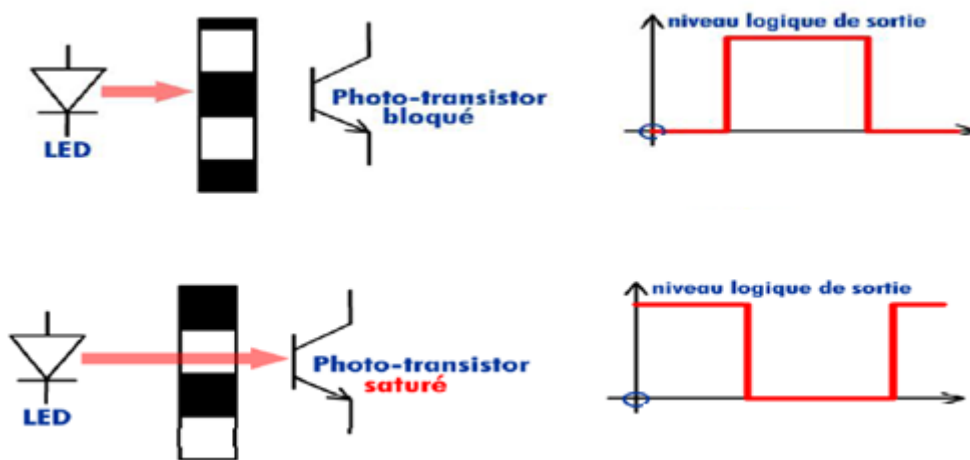 niveau logique de sortie
Photo-transistor
bloqué
LED
niveau logique de sortie
Photo-transistor
saturé
LED